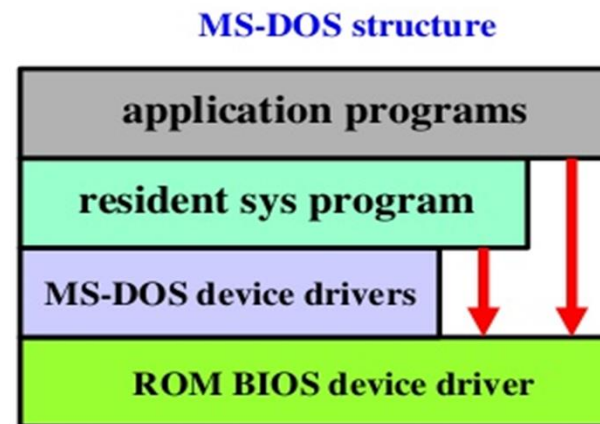 MS-DOS structure
application programs
resident sys program
MS-DOS device drivers
ROM BIOS device driver